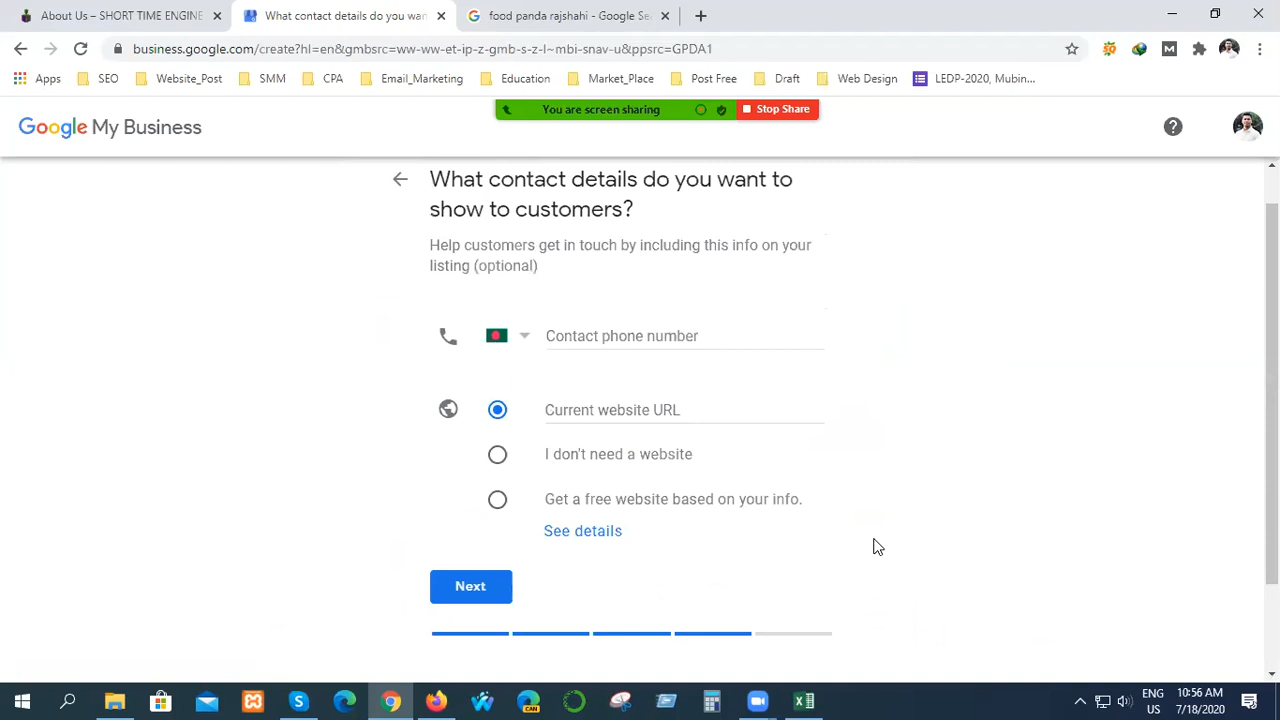 About Us – SHORT TIME ENGINE
What contact details do you wan
food panda rajshahi - Google Se
business.google.com/create?hl=en&gmbsrc=ww-ww-et-ip-z-gmb-s-z-l~mbi-snav-u&ppsrc=GPDA1
Apps
SEO
Website_Post
SMM
CPA
Email_Marketing
Education
Market_Place
Post Free
Draft
Web Design
LEDP-2020, Mubin...
You are screen sharing
Stop Share
Google My Business
What contact details do you want to
show to customers?
Help customers get in touch by including this info on your
listing (optional)
Contact phone number
Current website URL
I don't need a website
Get a free website based on your info.
See details
Next
CAN
ENG
US
10:56 AM
7/18/2020